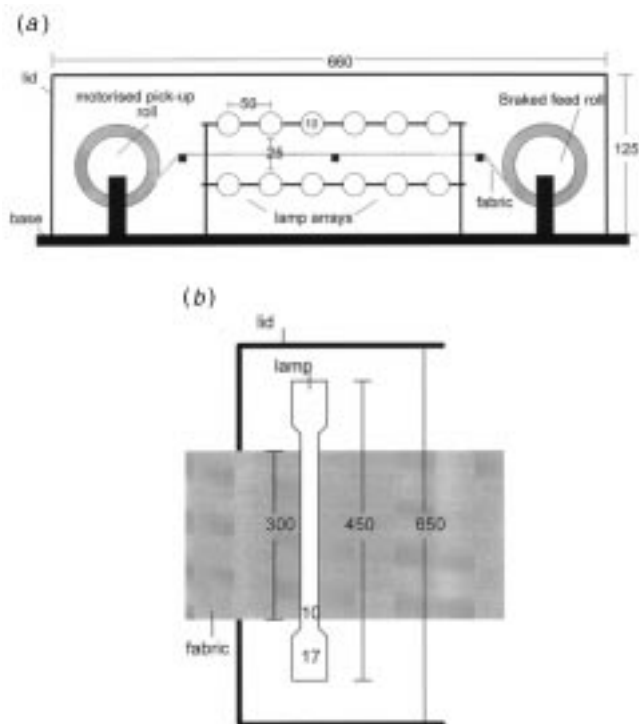 (a)
660
lid
motorised pick-up
roll
50
10
Braked feed roll
25
125
fabric
lamp arrays
base
(b)
lid
lamp
300
450
650
10
fabric
17